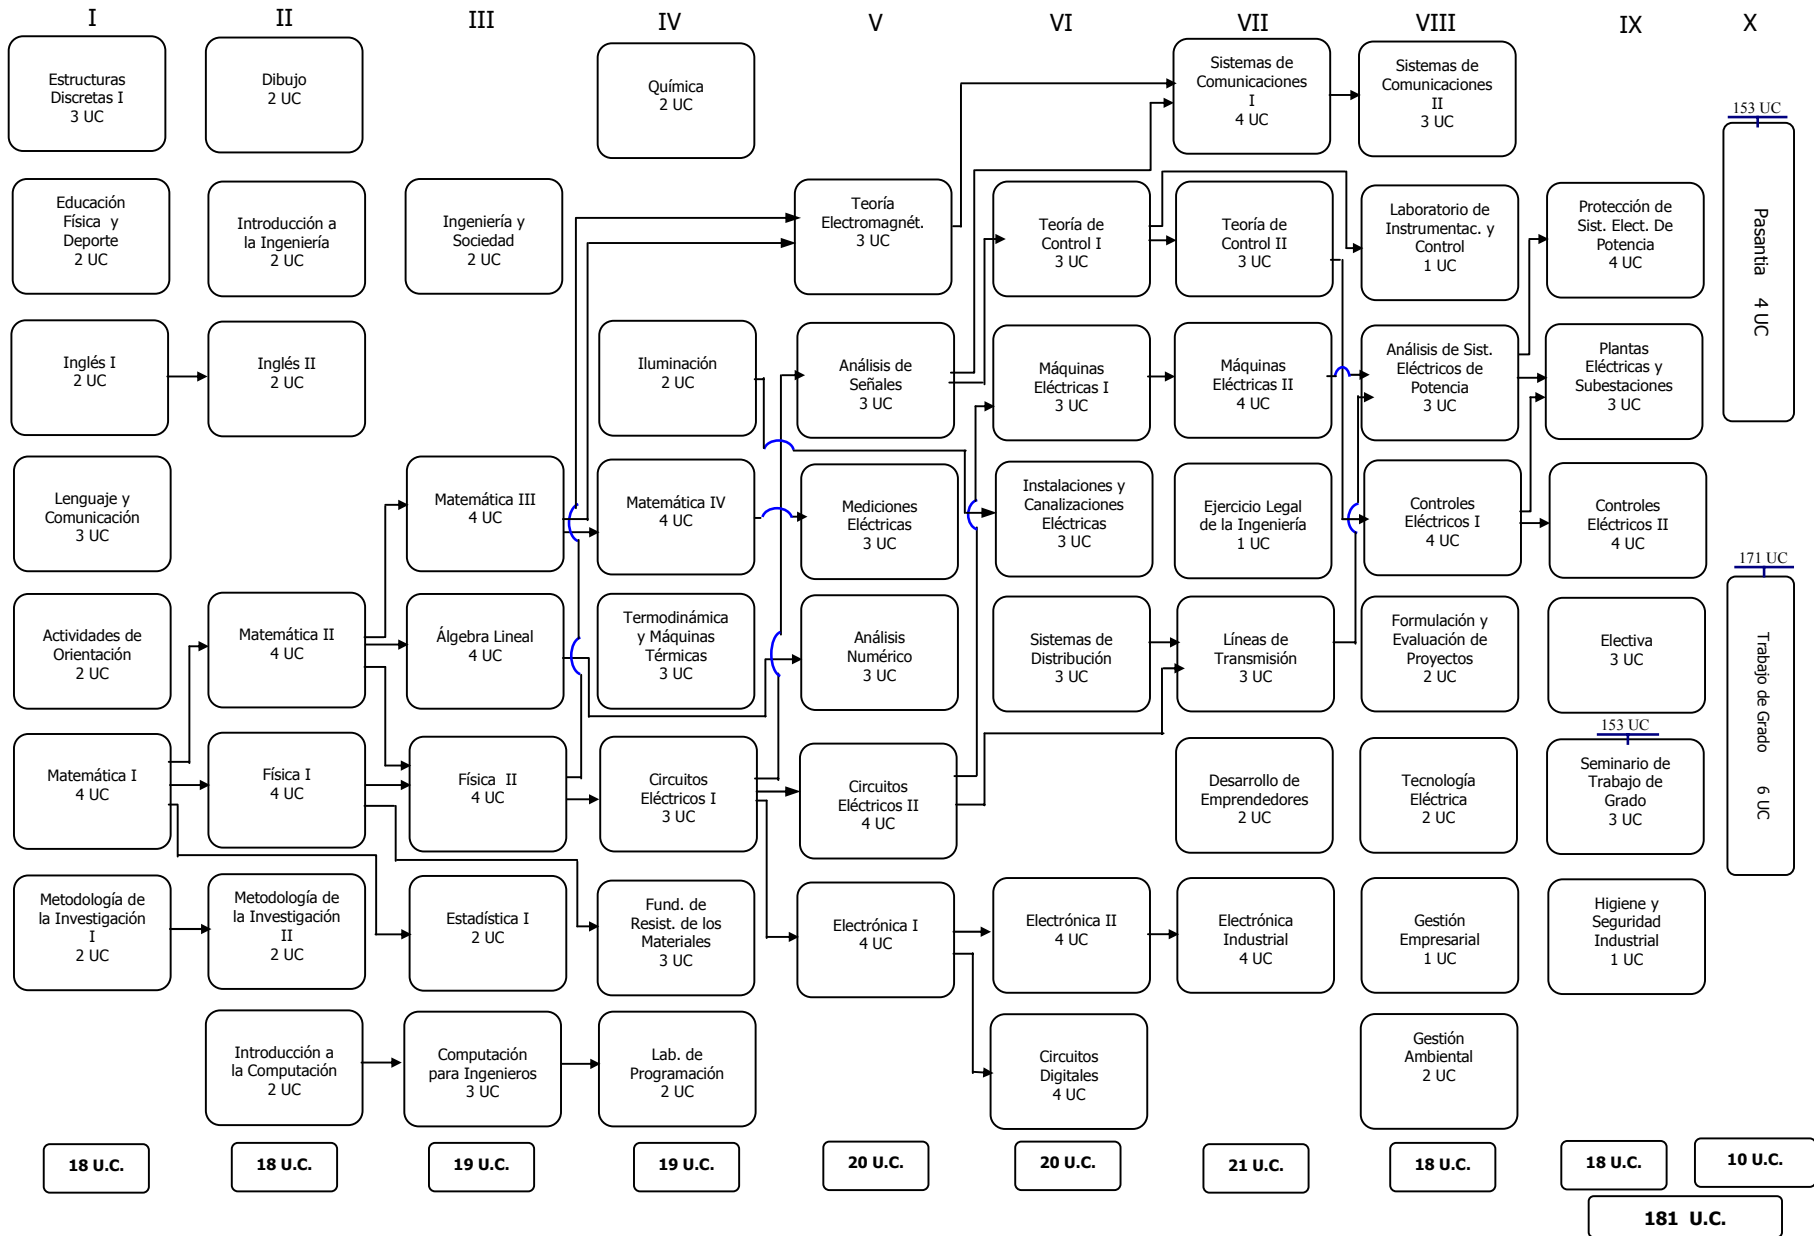 I
II
III
IV
V
VI
VII
VIII
IX
X
Estructuras
Discretas I
3 UC
Educación
Física y
Deporte
2 UC
Inglés I
2 UC
Lenguaje y
Comunicación
3 UC
Actividades de
Orientación
2 UC
Matemática I
4 UC
Metodología de
la Investigación
I
2 UC
18 U.C.
Dibujo
2 UC
Introducción a
la Ingeniería
2 UC
Inglés II
2 UC
Matemática II
4 UC
Física I
4 UC
Metodología de
la Investigación
II
2 UC
Introducción a
la Computación
2 UC
18 U.C.
Ingeniería y
Sociedad
2 UC
Matemática III
4 UC
Álgebra Lineal
4 UC
Física II
4 UC
Estadística I
2 UC
Computación
para Ingenieros
3 UC
19 U.C.
Química
2 UC
Iluminación
2 UC
Matemática IV
4 UC
Termodinámica
y Máquinas
Térmicas
3 UC
Circuitos
Eléctricos I
3 UC
Fund. de
Resist. de los
Materiales
3 UC
Lab. de
Programación
2 UC
19 U.C.
Teoría
Electromagnét.
3 UC
Análisis de
Señales
3 UC
Mediciones
Eléctricas
3 UC
Análisis
Numérico
3 UC
Circuitos
Eléctricos II
4 UC
Electrónica I
4 UC
20 U.C.
Teoría de
Control I
3 UC
Máquinas
Eléctricas I
3 UC
Instalaciones y
Canalizaciones
Eléctricas
3 UC
Sistemas de
Distribución
3 UC
Electrónica II
4 UC
Circuitos
Digitales
4 UC
20 U.C.
Sistemas de
Comunicaciones
I
4 UC
Teoría de
Control II
3 UC
Máquinas
Eléctricas II
4 UC
Ejercicio Legal
de la Ingeniería
1 UC
Líneas de
Transmisión
3 UC
Desarrollo de
Emprendedores
2 UC
Electrónica
Industrial
4 UC
21 U.C.
Sistemas de
Comunicaciones
II
3 UC
Laboratorio de
Instrumentac. y
Control
1 UC
Análisis de Sist.
Eléctricos de
Potencia
3 UC
Controles
Eléctricos I
4 UC
Formulación y
Evaluación de
Proyectos
2 UC
Tecnología
Eléctrica
2 UC
Gestión
Empresarial
1 UC
Gestión
Ambiental
2 UC
18 U.C.
Protección de
Sist. Elect. De
Potencia
4 UC
Plantas
Eléctricas y
Subestaciones
3 UC
Controles
Eléctricos II
4 UC
Electiva
3 UC
153 UC
Seminario de
Trabajo de
Grado
3 UC
Higiene y
Seguridad
Industrial
1 UC
18 U.C.
153 UC
Pasantia 4 UC
171 UC
Trabajo de Grado 6 UC
10 U.C.
181 U.C.